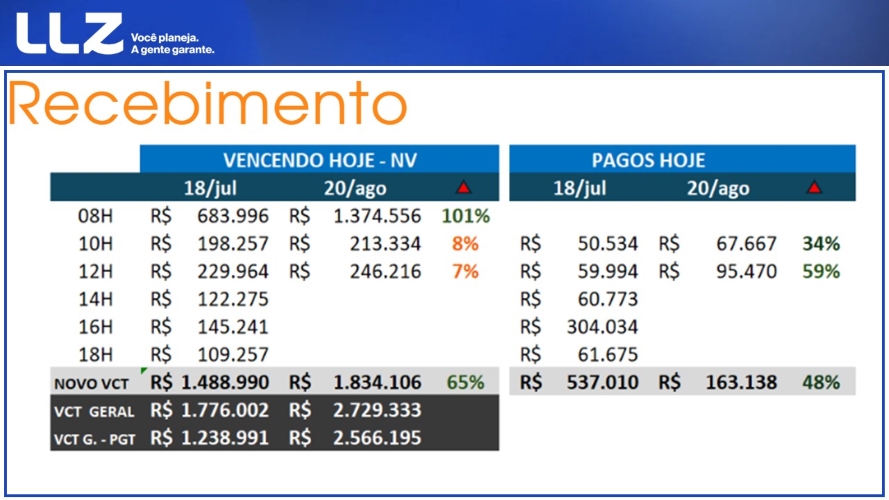 LLZ Você planeja.
A gente garante.
Recebimento
VENCENDO HOJE - NV PAGOS HOJE
18/jul 20/ago 18/jul 20/ago
08H R$ 683.996 R$ 1.374.556 101%
10H R$ 198.257 R$ 213.334 8% R$ 50.534 R$ 67.667 34%
12H R$ 229.964 R$ 246.216 7% R$ 59.994 R$ 95.470 59%
14H R$ 122.275 R$ 60.773
16H R$ 145.241 R$ 304.034
18H R$ 109.257 R$ 61.675
NOVO VCT R$ 1.488.990 R$ 1.834.106 65% R$ 537.010 R$ 163.138 48%
VCT GERAL R$ 1.776.002 R$ 2.729.333
VCT G. - PGT R$ 1.238.991 R$ 2.566.195